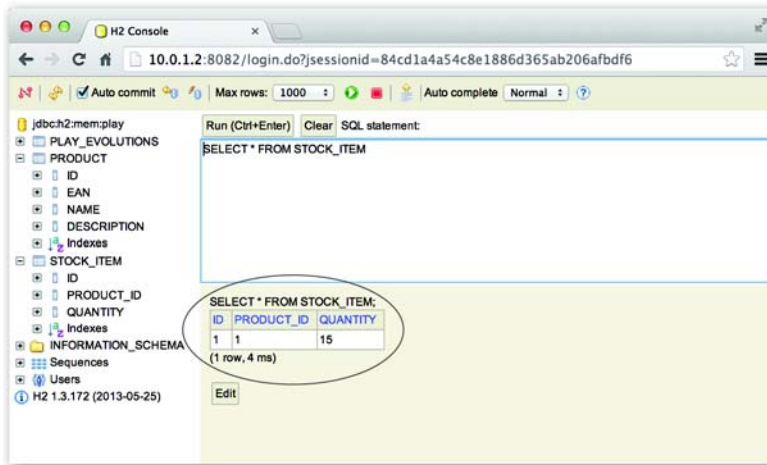 H2 Console
10.0.1.2:8082/login.do?jsessionid=84cd1a4a54c8e1886d365ab206afbdf6
Auto commit
Max rows: 1000
Auto complete Normal
jdbc:h2:mem:play
PLAY_EVOLUTIONS
PRODUCT
ID
EAN
NAME
DESCRIPTION
Indexes
STOCK_ITEM
ID
PRODUCT_ID
QUANTITY
Indexes
INFORMATION_SCHEMA
Sequences
Users
H2 1.3.172 (2013-05-25)
Run (Ctrl+Enter) Clear SQL statement:
SELECT * FROM STOCK_ITEM
SELECT * FROM STOCK_ITEM;
ID PRODUCT_ID QUANTITY
1 1 15
(1 row, 4 ms)
Edit